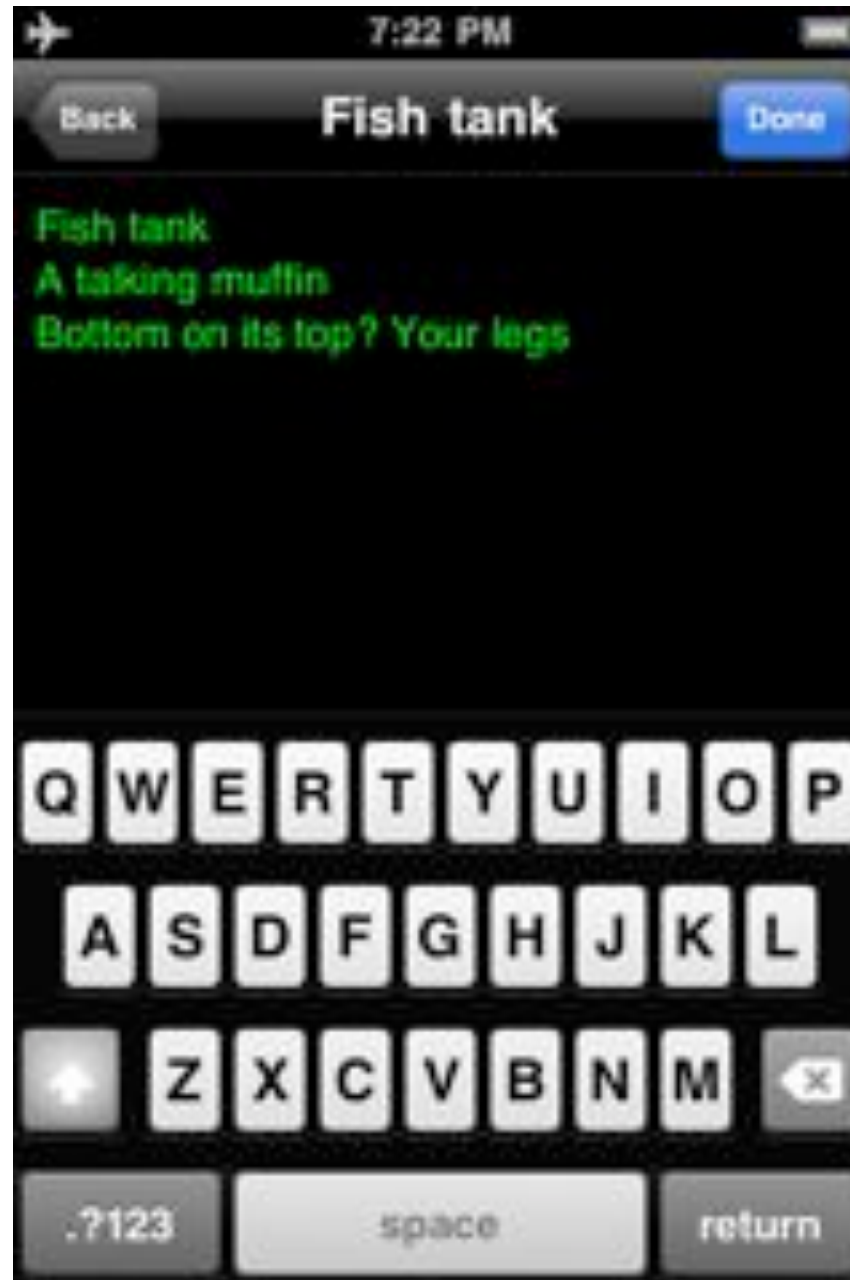 7:22 PM
Back Fish tank Done
Fish tank
A talking muffin
Bottom on its top? Your legs
Q W E R T Y U I O P
A S D F G H J K L
Z X C V B N M
.?123 space return